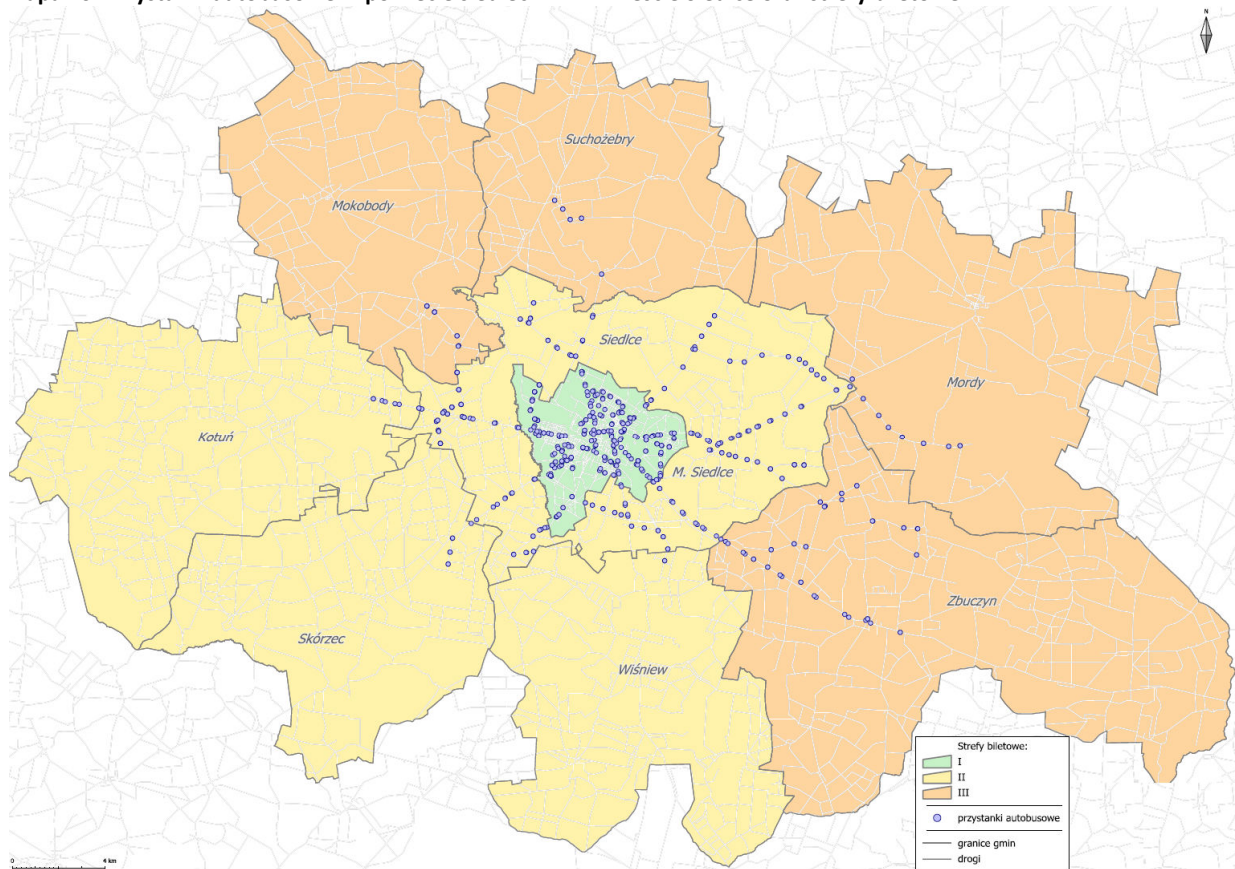 N
Suchożebry
Mokobody
Siedlce
Mordy
Kotuń
M. Siedlce
Zbuczyn
Skórzec
Wiśniew
Strefy biletowe:
I
II
III
przystanki autobusowe
granice gmin
drogi
0 4 km